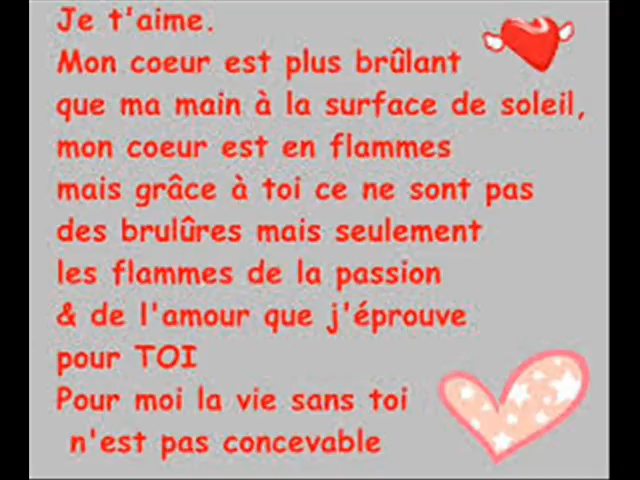 Je t'aime.
Mon coeur est plus brûlant
que ma main à la surface de soleil,
mon coeur est en flammes
mais grâce à toi ce ne sont pas
des brulûres mais seulement
les flammes de la passion
& de l'amour que j'éprouve
pour TOI
Pour moi la vie sans toi
n'est pas concevable